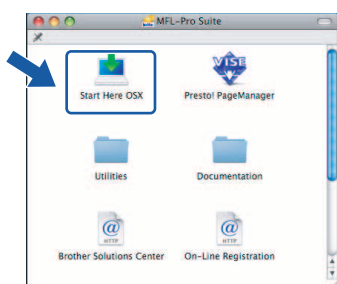 MFL-Pro Suite
VISE
Start Here OSX
Presto! PageManager
Utilities
Documentation
@
HTTP
@
HTTP
Brother Solutions Center
On-Line Registration